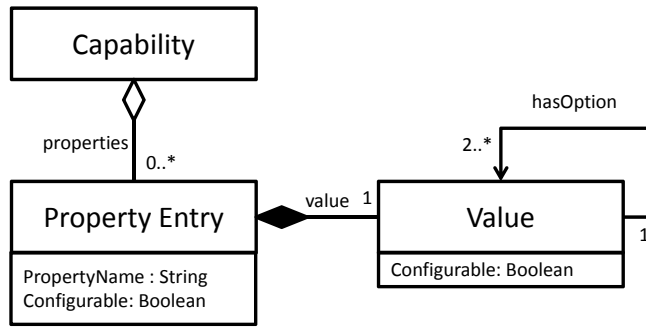 Capability
hasOption
properties
2..*
0..*
Property Entry
value
1
Value
1
PropertyName : String
Configurable: Boolean
Configurable: Boolean